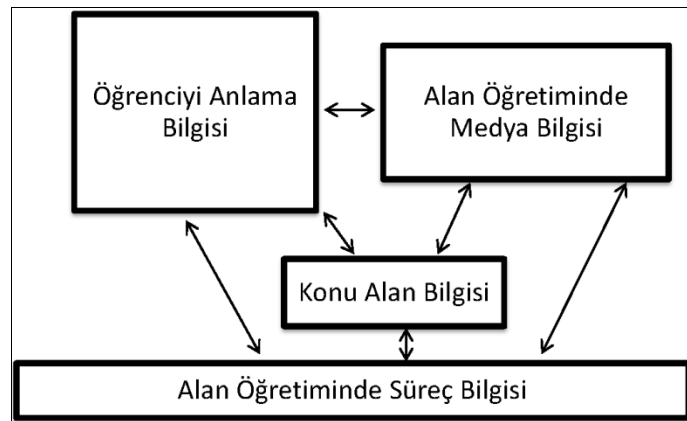 Öğrenciyi Anlama
Bilgisi
Alan Öğretiminde
Medya Bilgisi
Konu Alan Bilgisi
Alan Öğretiminde Süreç Bilgisi